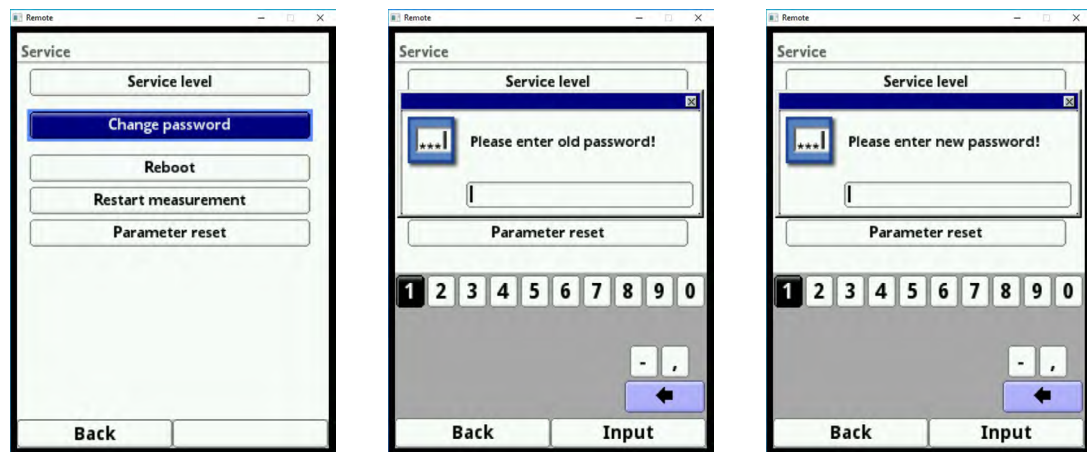 Remote
Service
Service level
Change password
Reboot
Restart measurement
Parameter reset
Back
Remote
Service
Service level
***
Please enter old password!
Parameter reset
1 2 3 4 5 6 7 8 9 0
- ,
Back Input
Remote
Service
Service level
***
Please enter new password!
Parameter reset
1 2 3 4 5 6 7 8 9 0
- ,
Back Input